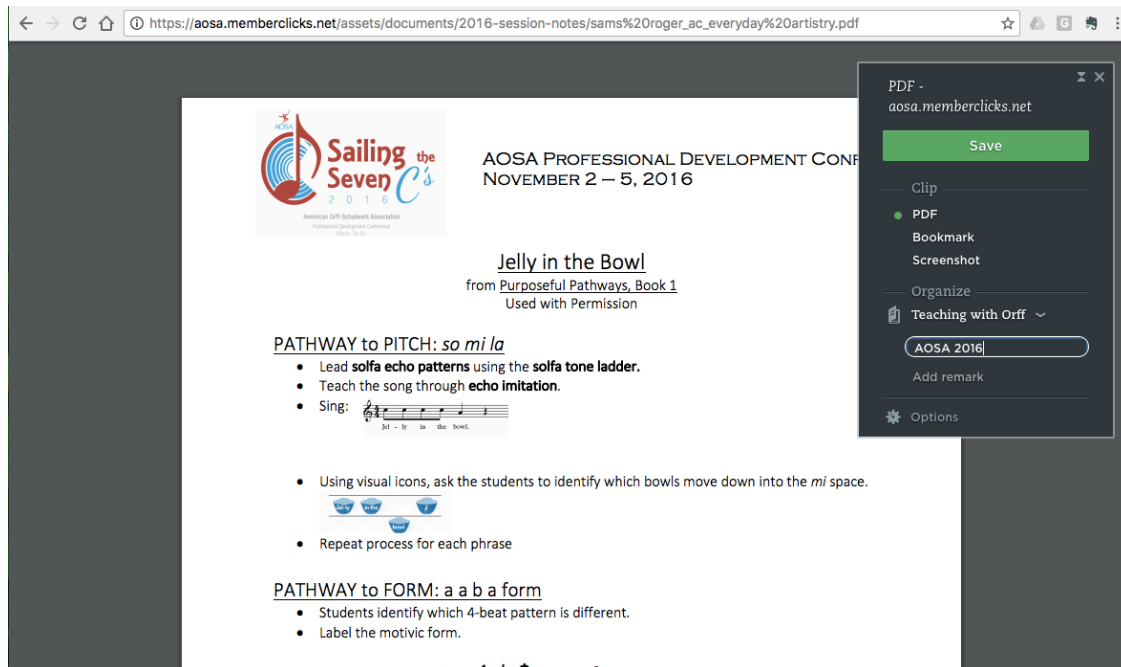 https://aosa.memberclicks.net/assets/documents/2016-session-notes/sams%20roger_ac_everyday%20artistry.pdf
AOSA
Sailing the
Seven C's
2016
American Orff-Schulwerk Association
Professional Development Conference
AOSA PROFESSIONAL DEVELOPMENT CONF
NOVEMBER 2 – 5, 2016
Jelly in the Bowl
from Purposeful Pathways, Book 1
Used with Permission
PATHWAY to PITCH: so mi la
• Lead solfa echo patterns using the solfa tone ladder.
• Teach the song through echo imitation.
• Sing:
Jel - ly in the bowl.
• Using visual icons, ask the students to identify which bowls move down into the mi space.
Jel-ly in the
bowl
• Repeat process for each phrase
PATHWAY to FORM: a a b a form
• Students identify which 4-beat pattern is different.
• Label the motivic form.
PDF -
aosa.memberclicks.net
Save
Clip
PDF
Bookmark
Screenshot
Organize
Teaching with Orff
AOSA 2016
Add remark
Options